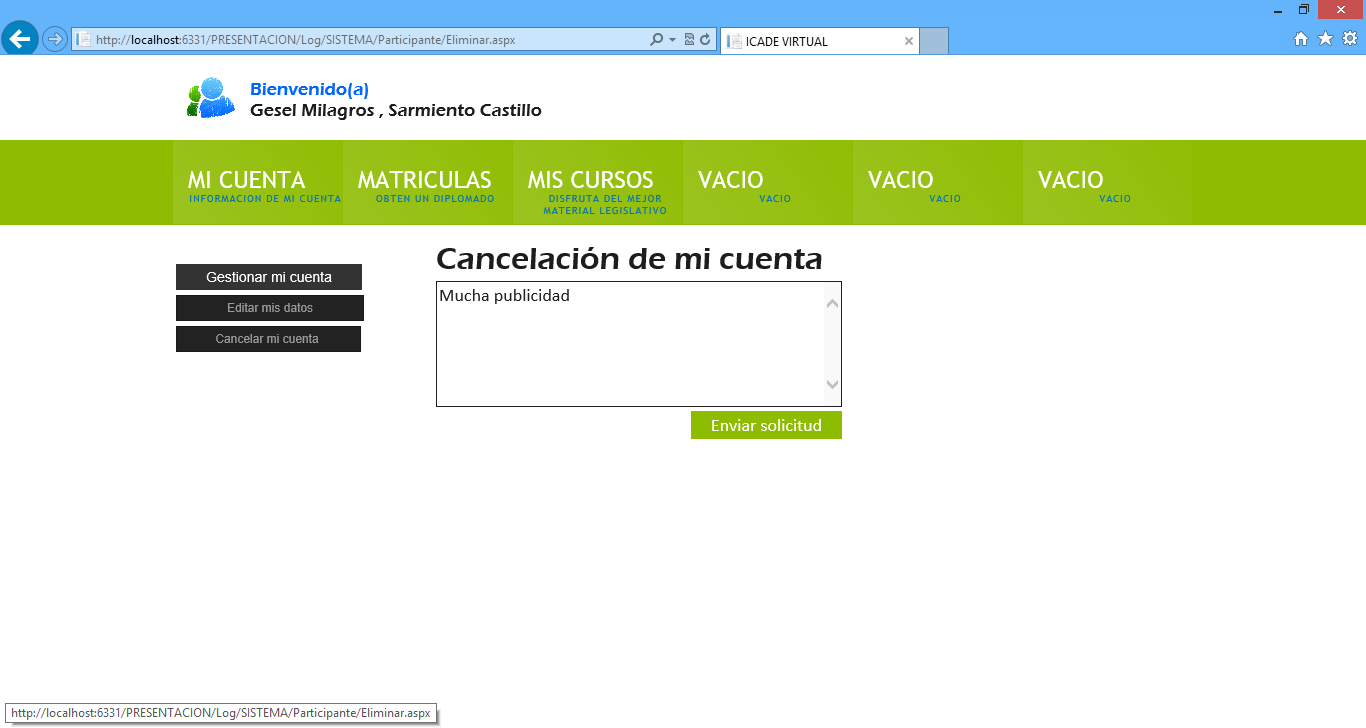 http://localhost:6331/PRESENTACION/Log/SISTEMA/Participante/Eliminar.aspx
ICADE VIRTUAL
Bienvenido(a)
Gesel Milagros , Sarmiento Castillo
MI CUENTA
INFORMACION DE MI CUENTA
MATRICULAS
OBTEN UN DIPLOMADO
MIS CURSOS
DISFRUTA DEL MEJOR
MATERIAL LEGISLATIVO
VACIO
VACIO
VACIO
VACIO
VACIO
VACIO
Gestionar mi cuenta
Editar mis datos
Cancelar mi cuenta
Cancelación de mi cuenta
Mucha publicidad
Enviar solicitud
http://localhost:6331/PRESENTACION/Log/SISTEMA/Participante/Eliminar.aspx